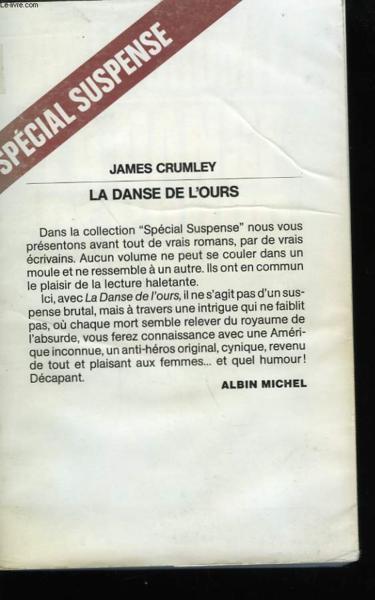 Le-livre.com
SPÉCIAL SUSPENSE
JAMES CRUMLEY
LA DANSE DE L'OURS
Dans la collection "Spécial Suspense" nous vous
présentons avant tout de vrais romans, par de vrais
écrivains. Aucun volume ne peut se couler dans un
moule et ne ressemble à un autre. Ils ont en commun
le plaisir de la lecture haletante.
Ici, avec La Danse de l'ours, il ne s'agit pas d'un sus-
pense brutal, mais à travers une intrigue qui ne faiblit
pas, où chaque mort semble relever du royaume de
l'absurde, vous ferez connaissance avec une Améri-
que inconnue, un anti-héros original, cynique, revenu
de tout et plaisant aux femmes... et quel humour!
Décapant.
ALBIN MICHEL